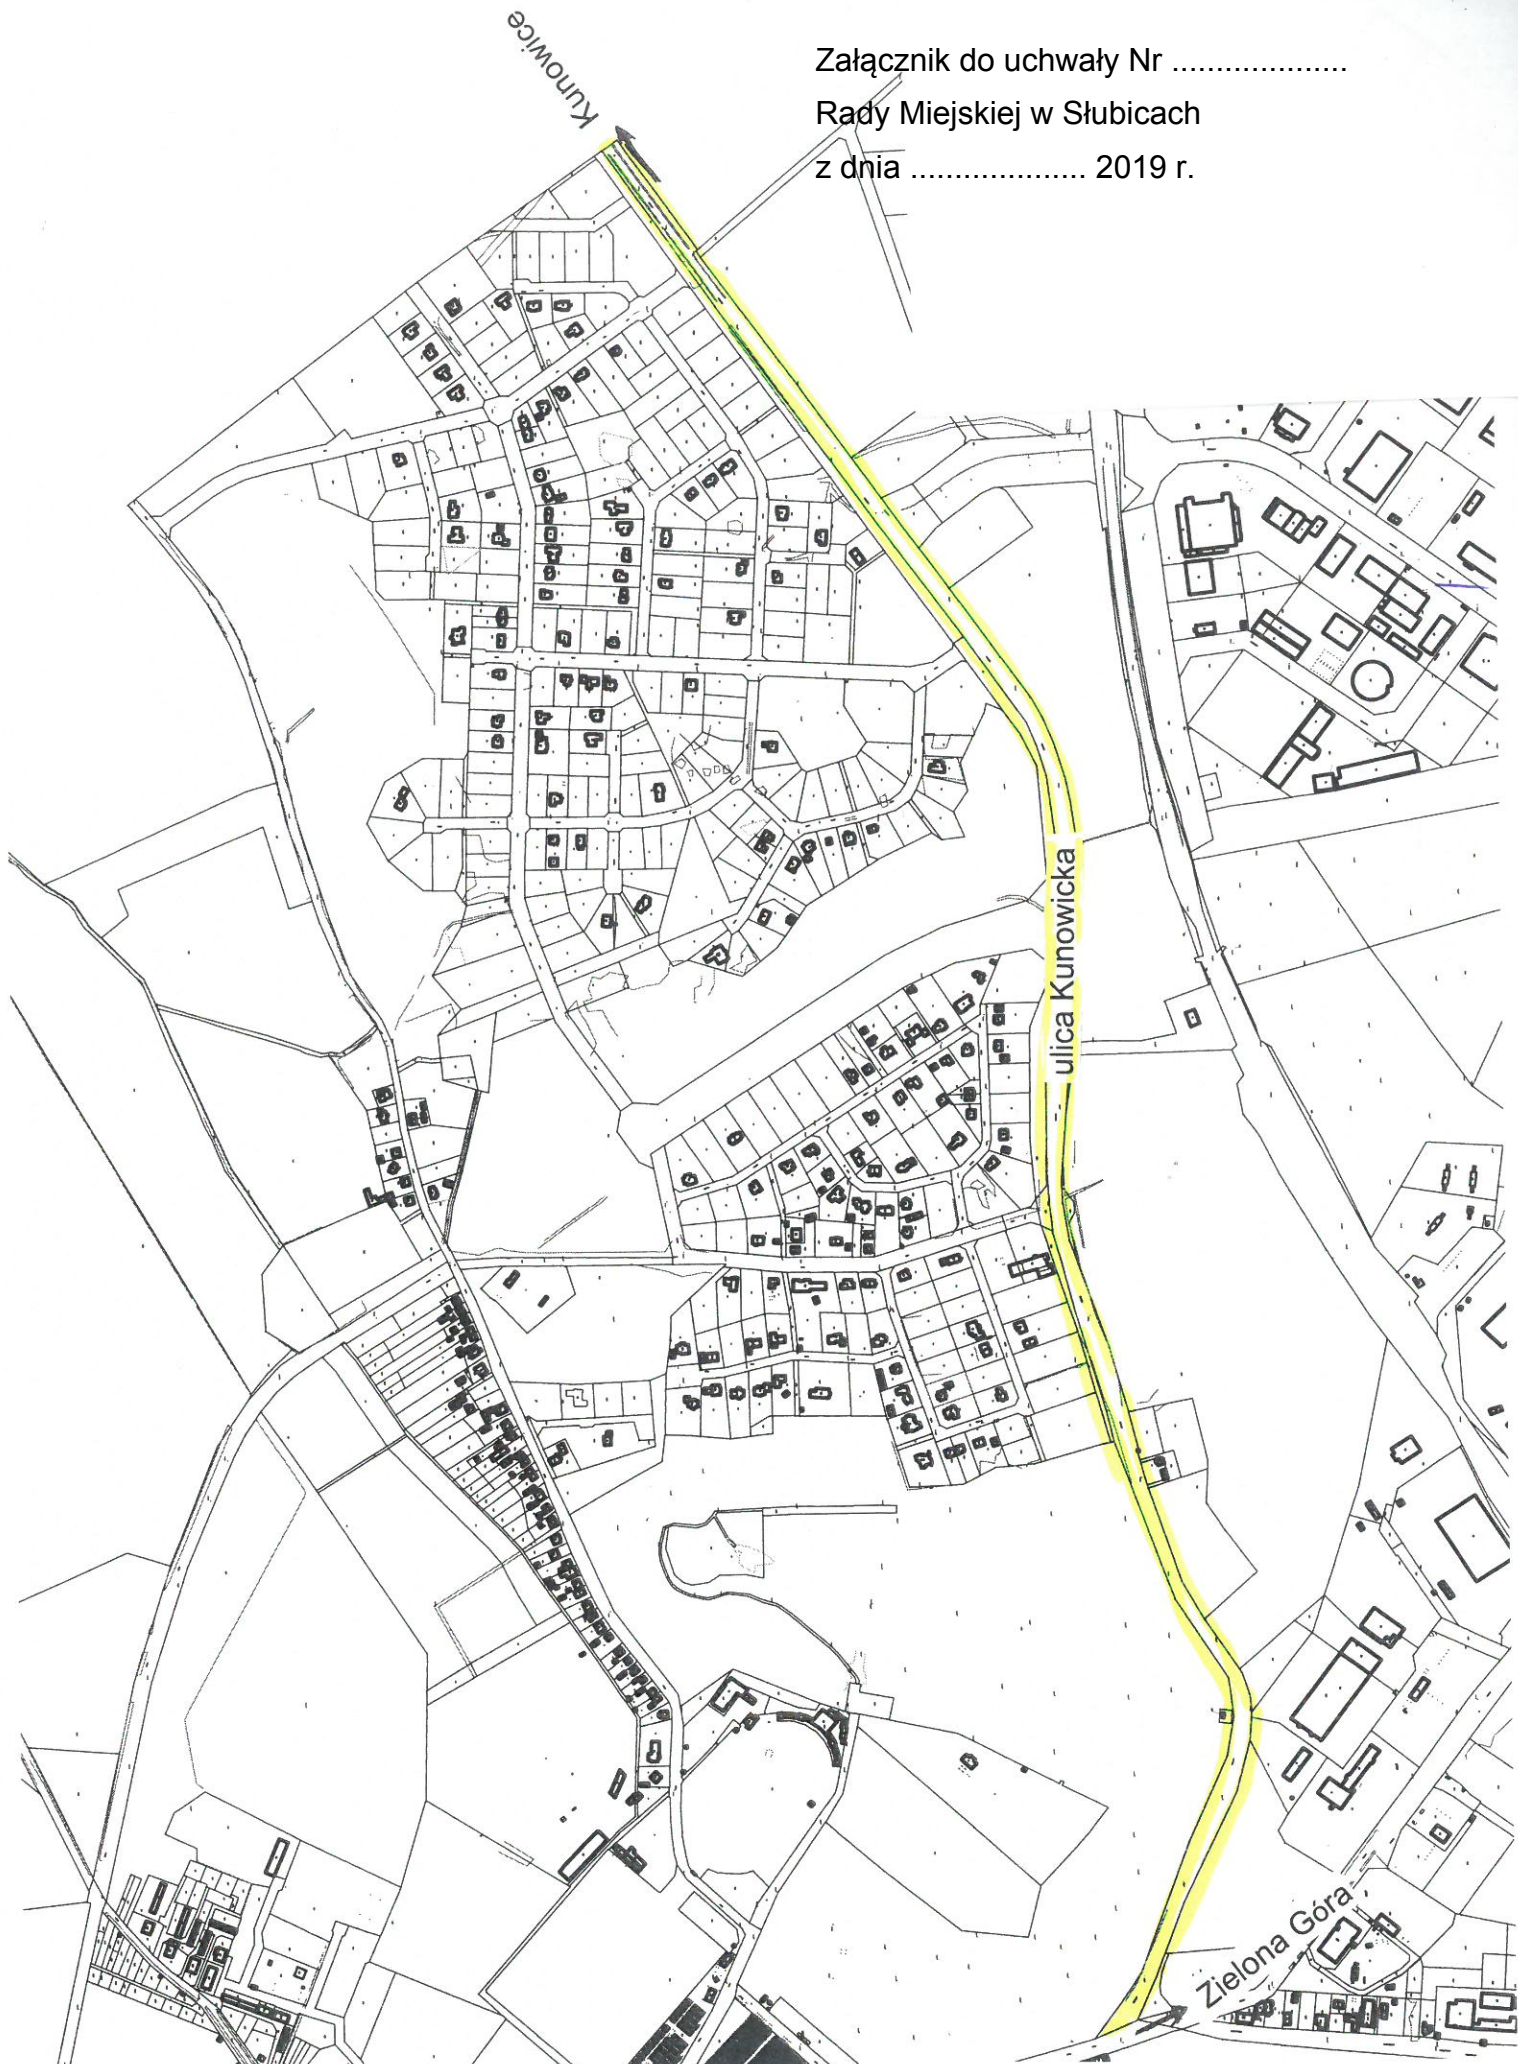 Kunowice
Załącznik do uchwały Nr ....................
Rady Miejskiej w Słubicach
z dnia .................... 2019 r.
ulica Kunowicka
Zielona Góra